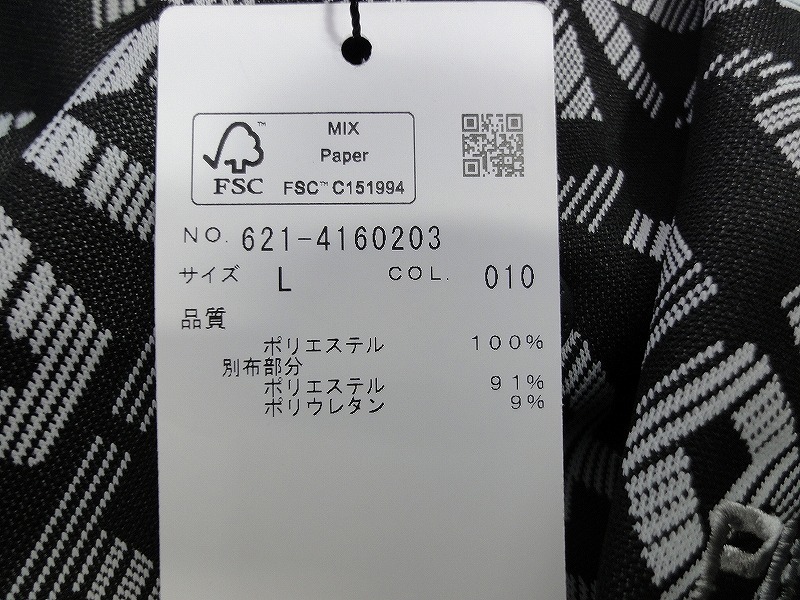 MIX
Paper
FSC™ C151994
™
FSC
NO. 621-4160203
サイズ L COL. 010
品質
ポリエステル 100%
別布部分
ポリエステル 91%
ポリウレタン 9%